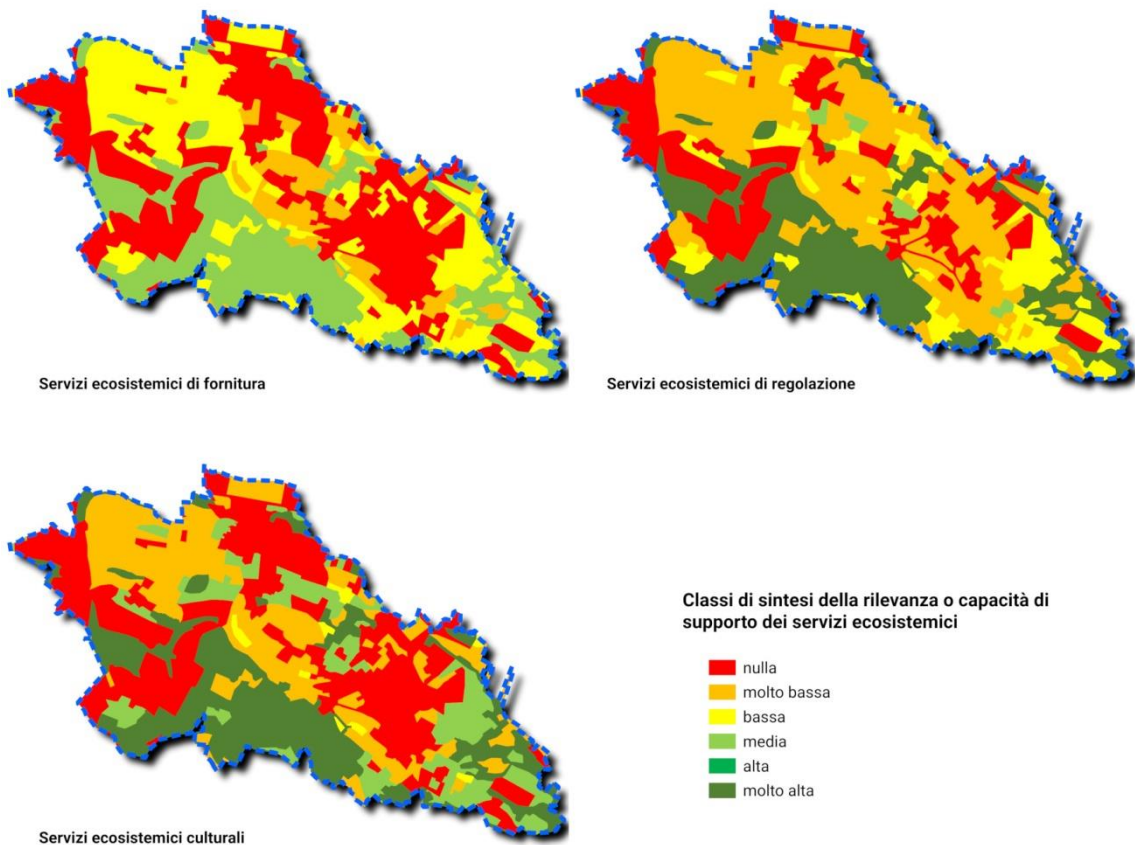 Servizi ecosistemici di fornitura
Servizi ecosistemici di regolazione
Servizi ecosistemici culturali
Classi di sintesi della rilevanza o capacità di
supporto dei servizi ecosistemici
nulla
molto bassa
bassa
media
alta
molto alta